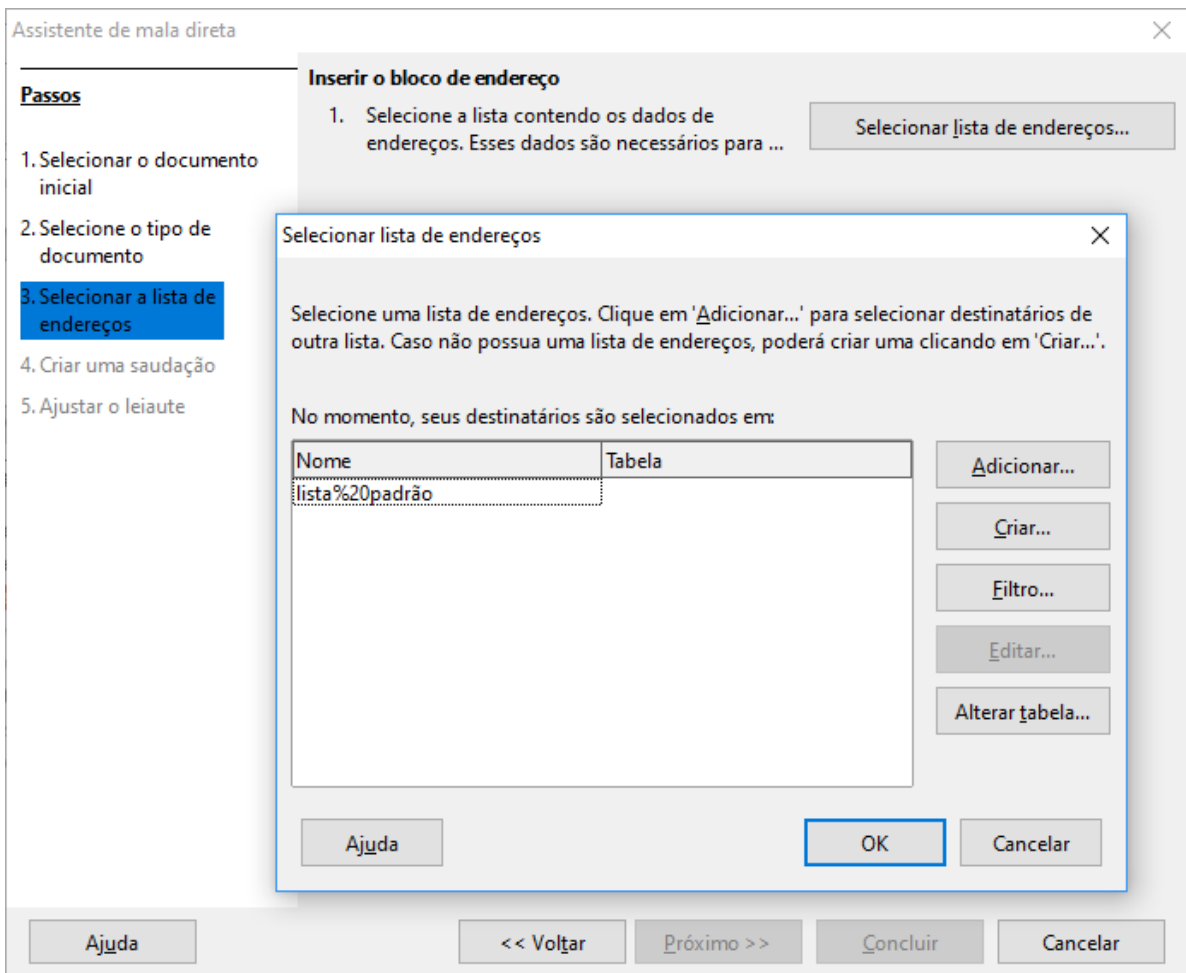 Assistente de mala direta
Passos
1. Selecionar o documento
inicial
2. Selecione o tipo de
documento
3. Selecionar a lista de
endereços
4. Criar uma saudação
5. Ajustar o leiaute
Inserir o bloco de endereço
1. Selecione a lista contendo os dados de
endereços. Esses dados são necessários para ...
Selecionar lista de endereços...
Selecionar lista de endereços
Selecione uma lista de endereços. Clique em 'Adicionar...' para selecionar destinatários de
outra lista. Caso não possua uma lista de endereços, poderá criar uma clicando em 'Criar...'.
No momento, seus destinatários são selecionados em:
Nome Tabela
lista%20padrão
Adicionar...
Criar...
Filtro...
Editar...
Alterar tabela...
Ajuda OK Cancelar
Ajuda << Voltar Próximo >> Concluir Cancelar